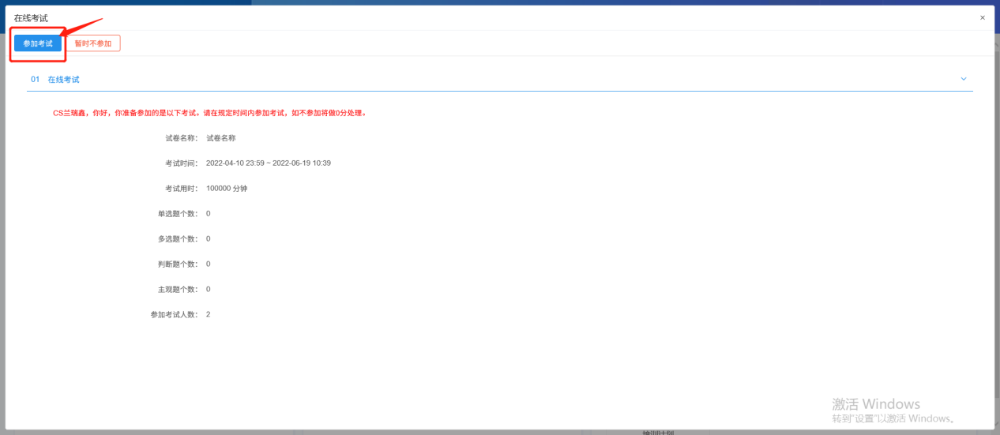 在线考试
×
参加考试 暂时不参加
01 在线考试
CS兰瑞鑫，你好，你准备参加的是以下考试。请在规定时间内参加考试，如不参加将做0分处理。
试卷名称： 试卷名称
考试时间： 2022-04-10 23:59 ~ 2022-06-19 10:39
考试用时： 100000 分钟
单选题个数： 0
多选题个数： 0
判断题个数： 0
主观题个数： 0
参加考试人数： 2
激活 Windows
转到"设置"以激活 Windows。
培训计划